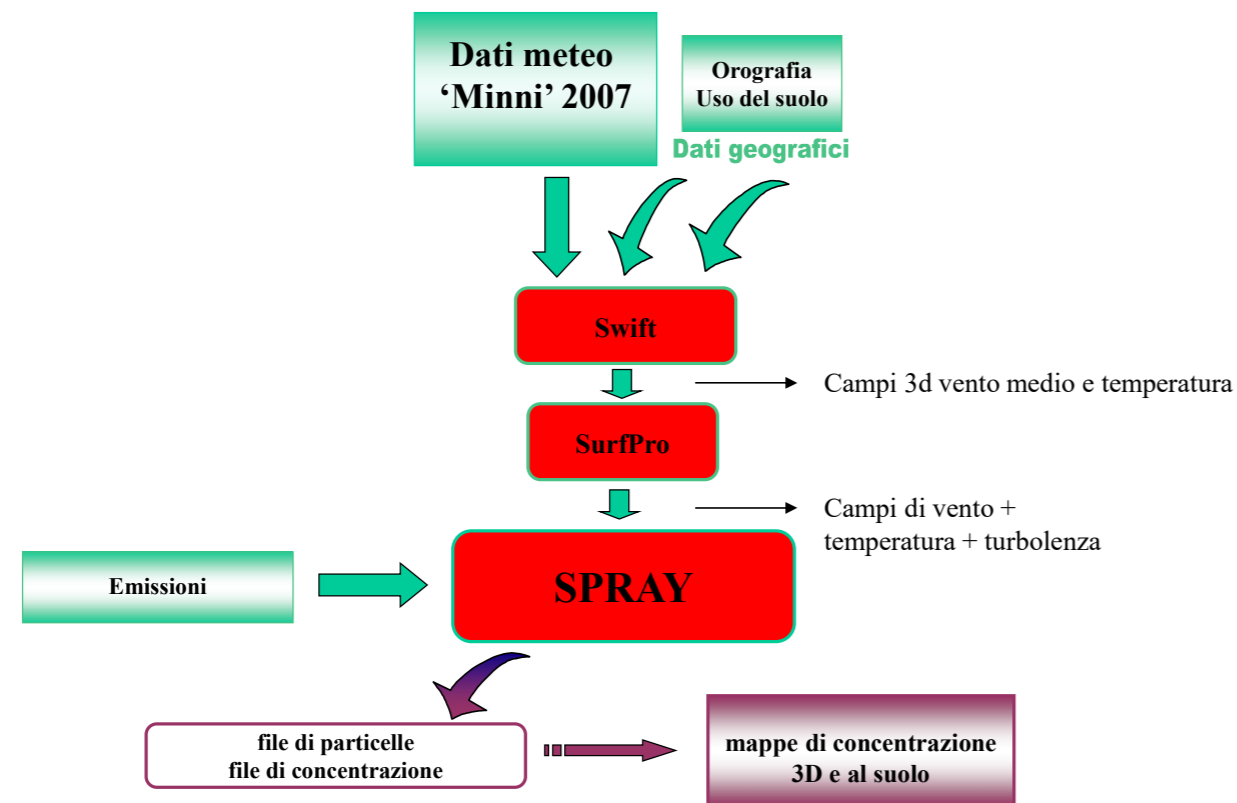 Dati meteo
‘Minni’ 2007
Orografia
Uso del suolo
Dati geografici
Swift
Campi 3d vento medio e temperatura
SurfPro
Campi di vento +
temperatura + turbolenza
Emissioni
SPRAY
file di particelle
file di concentrazione
mappe di concentrazione
3D e al suolo